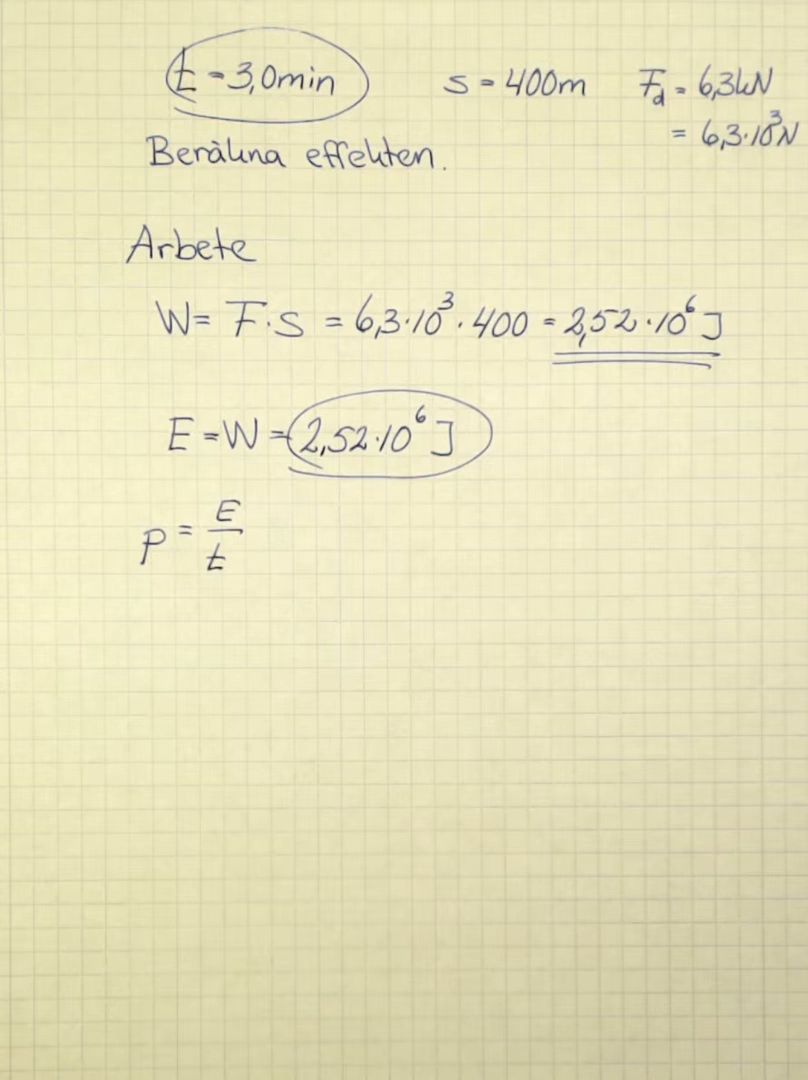 t = 3,0min s = 400m F_d = 6,3kN
= 6,3·10³N
Beräkna effekten.
Arbete
W= F·s = 6,3·10³·400 = 2,52·10⁶ J
E = W = 2,52·10⁶ J
P = E/t